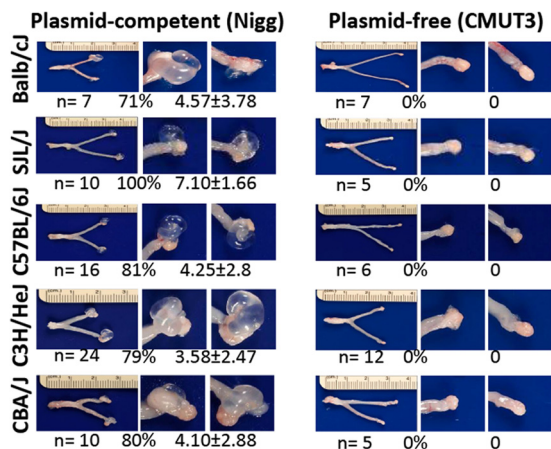 Plasmid-competent (Nigg)
Plasmid-free (CMUT3)
Balb/cJ
n= 7 71% 4.57±3.78
n= 7 0% 0
SJL/J
n= 10 100% 7.10±1.66
n= 5 0% 0
C57BL/6J
n= 16 81% 4.25±2.8
n= 6 0% 0
C3H/HeJ
n= 24 79% 3.58±2.47
n= 12 0% 0
CBA/J
n= 10 80% 4.10±2.88
n= 5 0% 0